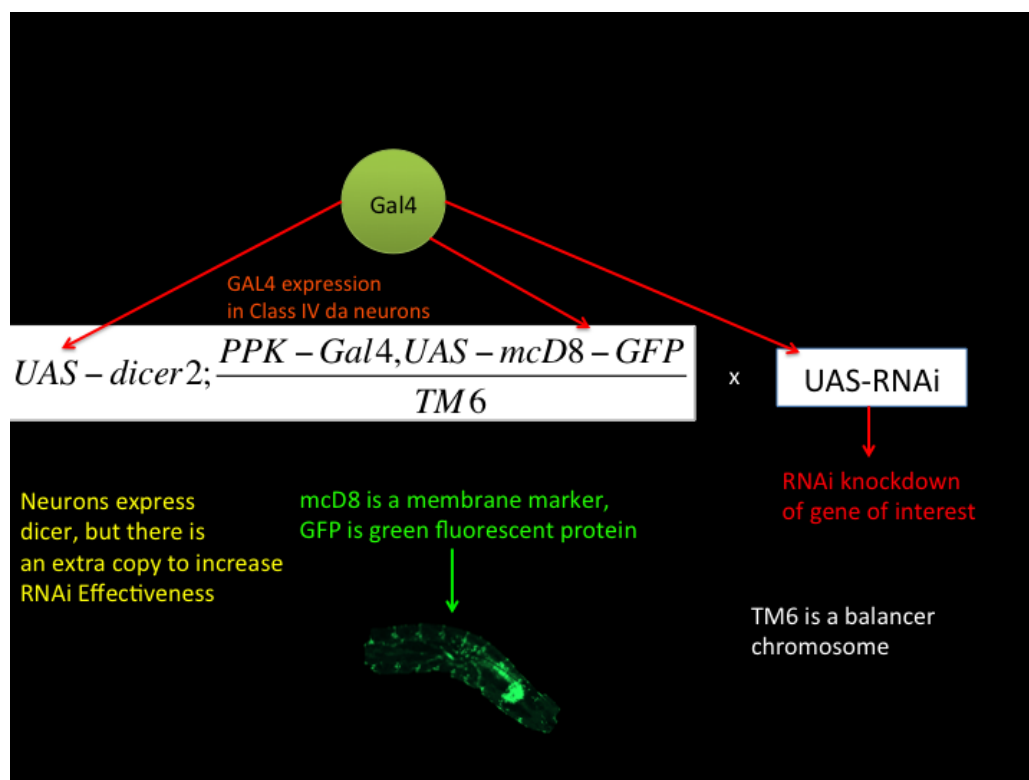 Gal4
GAL4 expression
in Class IV da neurons
UAS – dicer2; PPK – Gal4,UAS – mcD8 – GFP
TM6
x
UAS-RNAi
Neurons express
dicer, but there is
an extra copy to increase
RNAi Effectiveness
mcD8 is a membrane marker,
GFP is green fluorescent protein
RNAi knockdown
of gene of interest
TM6 is a balancer
chromosome